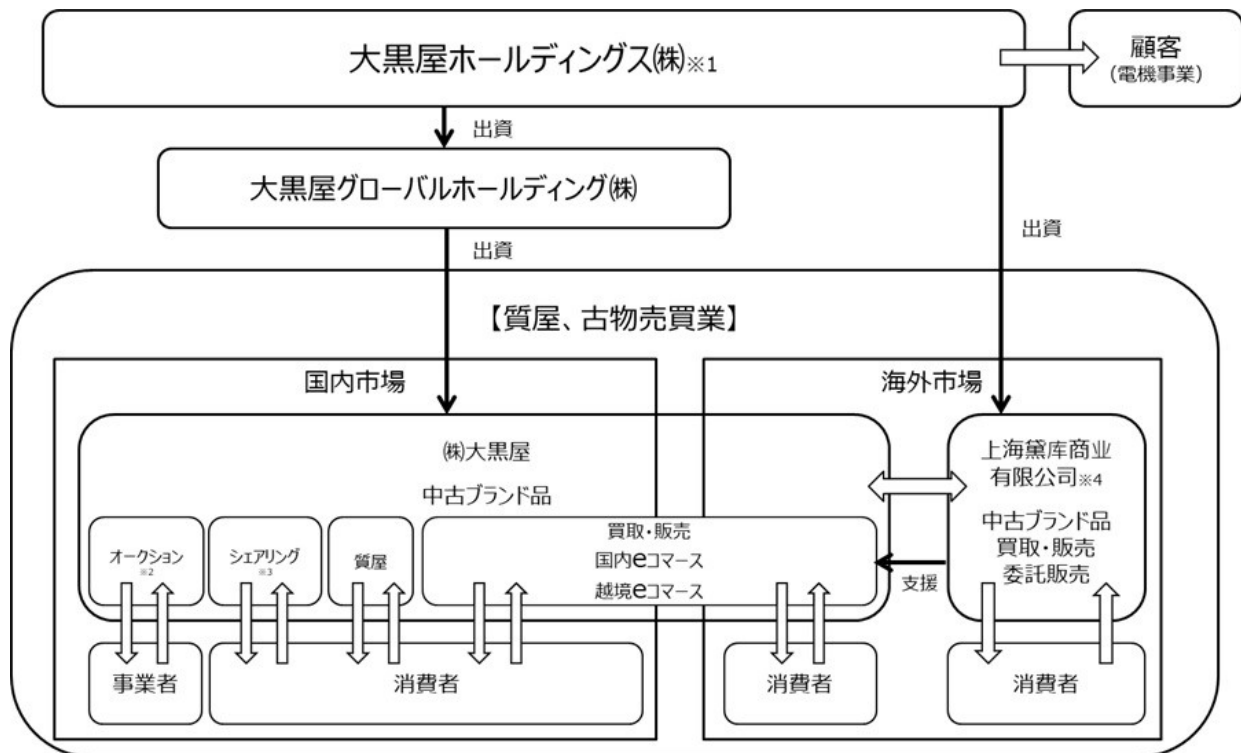 大黒屋ホールディングス㈱※1
顧客
(電機事業)
出資
大黒屋グローバルホールディング㈱
出資
出資
【質屋、古物売買業】
国内市場
海外市場
㈱大黒屋
中古ブランド品
オークション
※2
シェアリング
※3
質屋
買取・販売
国内eコマース
越境eコマース
上海黛库商业
有限公司※4
中古ブランド品
買取・販売
委託販売
支援
事業者
消費者
消費者
消費者